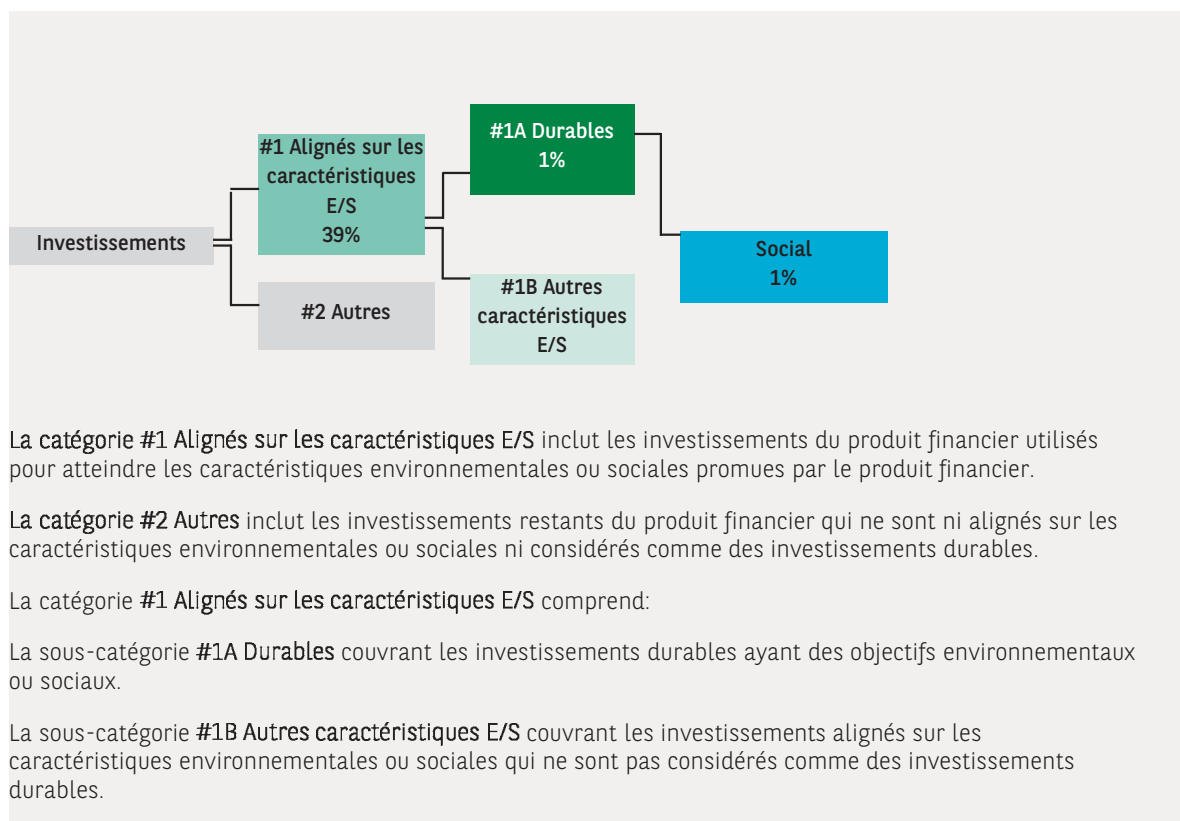 #1A Durables
1%
#1 Alignés sur les
caractéristiques
E/S
39%
Investissements
Social
1%
#1B Autres
caractéristiques
E/S
#2 Autres
La catégorie #1 Alignés sur les caractéristiques E/S inclut les investissements du produit financier utilisés
pour atteindre les caractéristiques environnementales ou sociales promues par le produit financier.
La catégorie #2 Autres inclut les investissements restants du produit financier qui ne sont ni alignés sur les
caractéristiques environnementales ou sociales ni considérés comme des investissements durables.
La catégorie #1 Alignés sur les caractéristiques E/S comprend:
La sous-catégorie #1A Durables couvrant les investissements durables ayant des objectifs environnementaux
ou sociaux.
La sous-catégorie #1B Autres caractéristiques E/S couvrant les investissements alignés sur les
caractéristiques environnementales ou sociales qui ne sont pas considérés comme des investissements
durables.